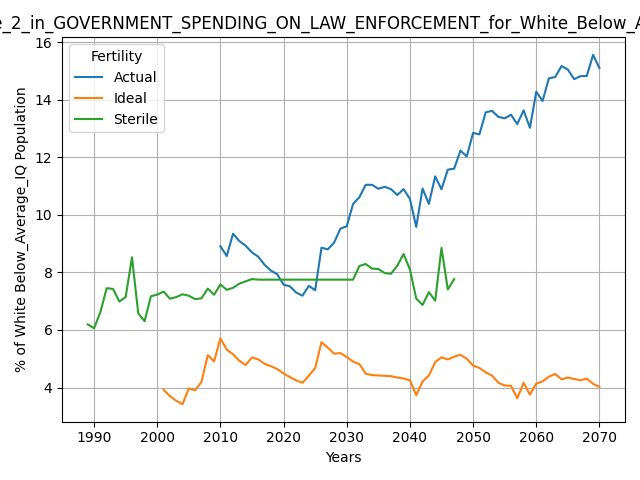 _2_in_GOVERNMENT_SPENDING_ON_LAW_ENFORCEMENT_for_White_Below_A
Fertility
Actual
Ideal
Sterile
% of White Below_Average_IQ Population
16
14
12
10
8
6
4
1990 2000 2010 2020 2030 2040 2050 2060 2070
Years